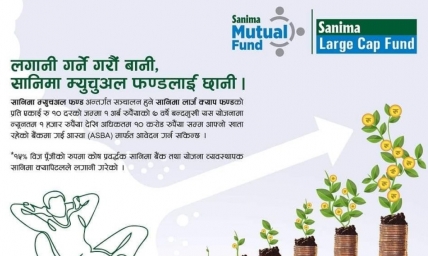 Sanima
Mutual
Fund
Sanima
Large Cap Fund
लगानी गर्ने गरौं बानी,
सानिमा म्युचुअल फण्डलाई छानी ।
सानिमा म्युचुअल फण्ड अन्तर्गत सञ्चालन हुने सानिमा लार्ज क्याप फण्डको
प्रति एकाई रु १० दरको जम्मा १ अर्ब रुपैंयाको ७ वर्षे बन्दमुखी यस योजनामा
न्यूनतम १ हजार रुपैंया देखि अधिकतम १० करोड रुपैंया सम्म आफ्नो खाता
रहेको बैंकमा गई आस्वा (ASBA) मार्फत आवेदन गर्न सकिन्छ ।
*१५% विज पूँजीको रुपमा कोष प्रवर्द्धक सानिमा बैंक तथा योजना व्यवस्थापक
सानिमा क्यापिटलले लगानी गरेको ।